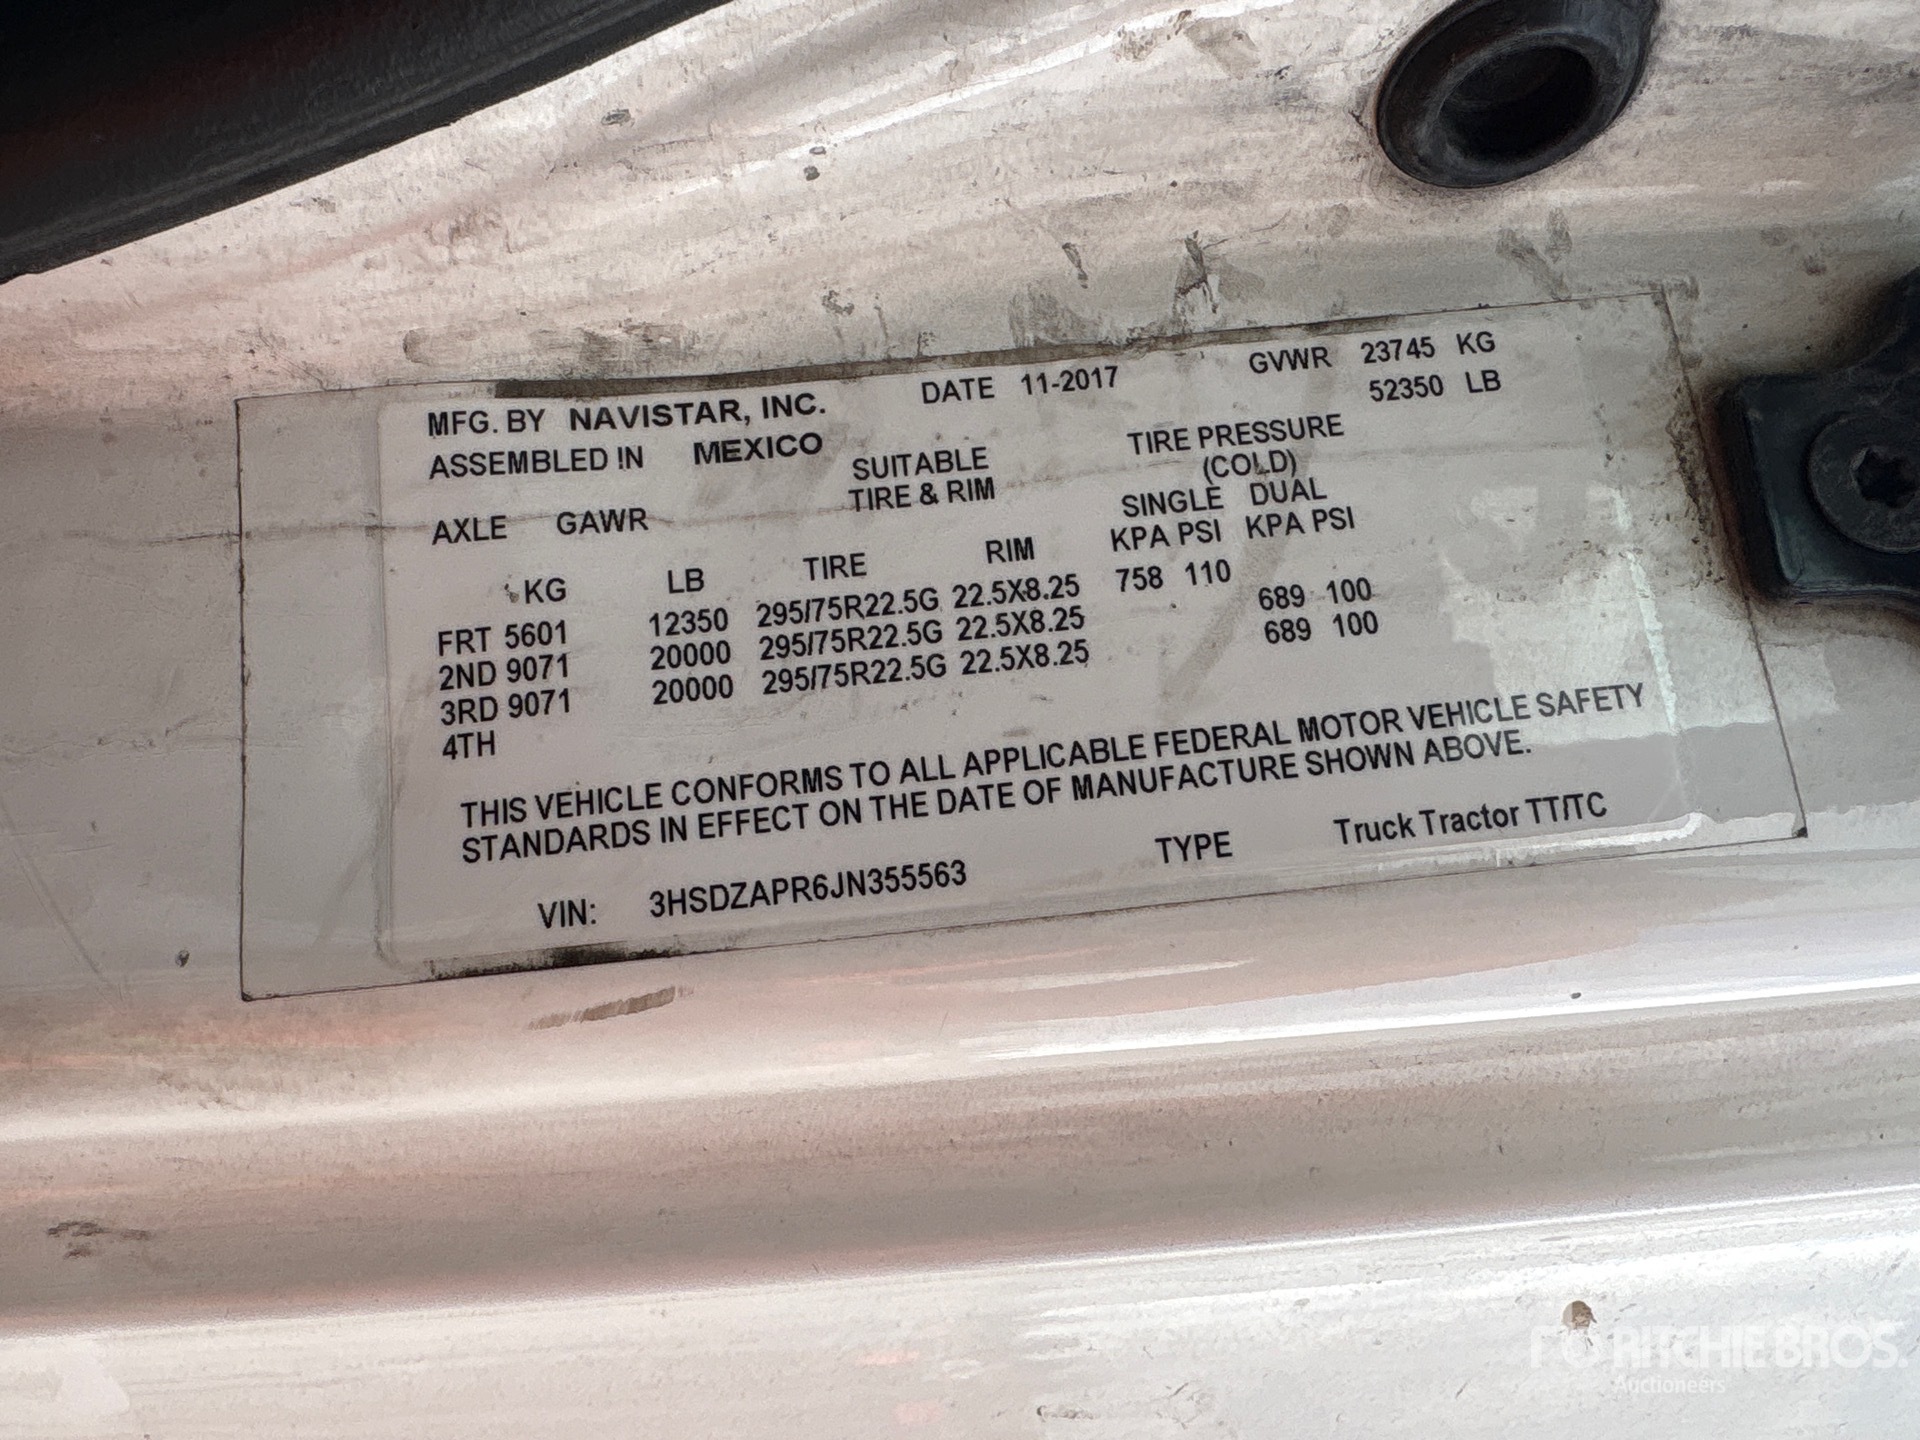 MFG. BY NAVISTAR, INC. DATE 11-2017 GVWR 23745 KG
52350 LB
ASSEMBLED IN MEXICO
SUITABLE TIRE PRESSURE
TIRE & RIM (COLD)
AXLE GAWR SINGLE DUAL
KG LB TIRE RIM KPA PSI KPA PSI
FRT 5601 12350 295/75R22.5G 22.5X8.25 758 110
2ND 9071 20000 295/75R22.5G 22.5X8.25 689 100
3RD 9071 20000 295/75R22.5G 22.5X8.25 689 100
4TH
THIS VEHICLE CONFORMS TO ALL APPLICABLE FEDERAL MOTOR VEHICLE SAFETY
STANDARDS IN EFFECT ON THE DATE OF MANUFACTURE SHOWN ABOVE.
VIN: 3HSDZAPR6JN355563 TYPE Truck Tractor TT/TC
RITCHIE BROS.
Auctioneers